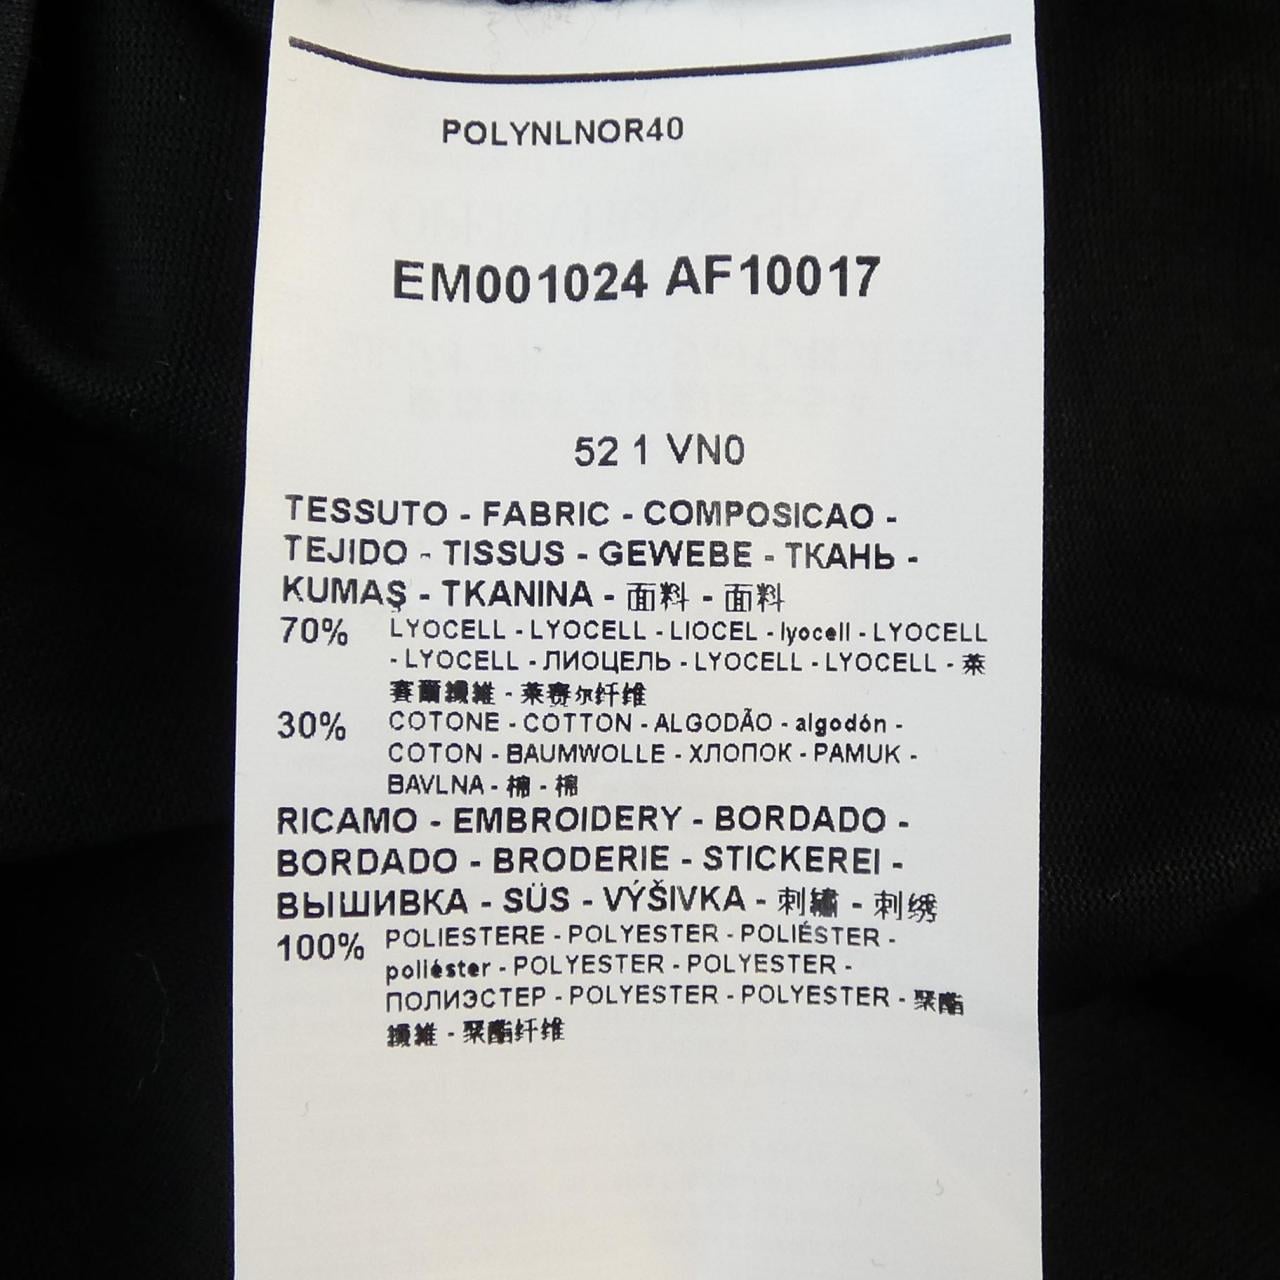 POLYNLNOR40
EM001024 AF10017
52 1 VN0
TESSUTO - FABRIC - COMPOSICAO -
TEJIDO - TISSUS - GEWEBE - ТКАНЬ -
KUMAŞ - TKANINA - 面料 - 面料
70% LYOCELL - LYOCELL - LIOCEL - lyocell - LYOCELL
- LYOCELL - ЛИОЦЕЛЬ - LYOCELL - LYOCELL - 萊
賽爾纖維 - 莱赛尔纤维
30% COTONE - COTTON - ALGODÃO - algodón -
COTON - BAUMWOLLE - ХЛОПОК - PAMUK -
BAVLNA - 棉 - 棉
RICAMO - EMBROIDERY - BORDADO -
BORDADO - BRODERIE - STICKEREI -
ВЫШИВКА - SÜS - VÝŠIVKA - 刺繡 - 刺绣
100% POLIESTERE - POLYESTER - POLIÉSTER -
poliéster - POLYESTER - POLYESTER -
ПОЛИЭСТЕР - POLYESTER - POLYESTER - 聚酯
纖維 - 聚酯纤维